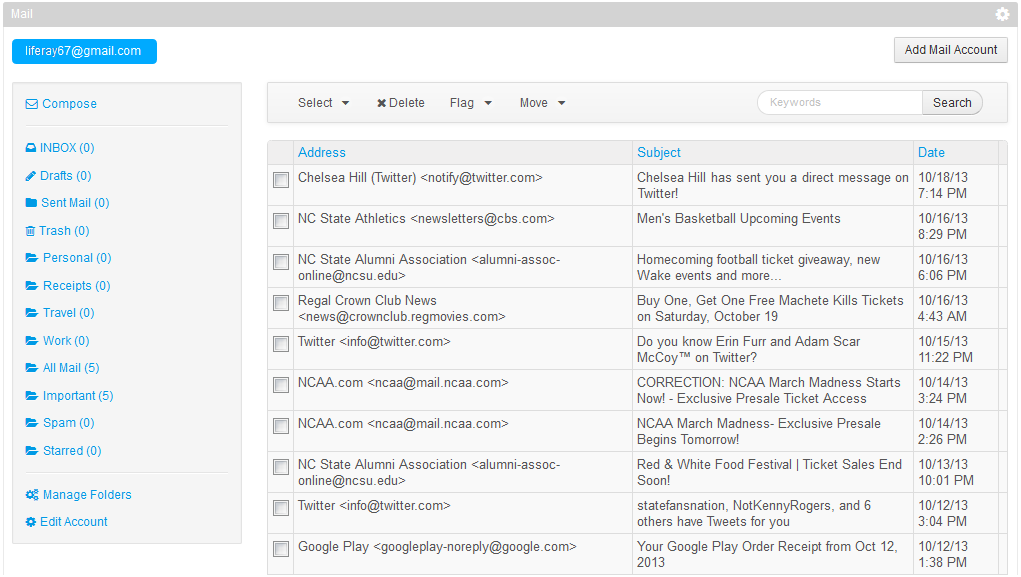 Mail
liferay67@gmail.com
Add Mail Account
Compose
INBOX (0)
Drafts (0)
Sent Mail (0)
Trash (0)
Personal (0)
Receipts (0)
Travel (0)
Work (0)
All Mail (5)
Important (5)
Spam (0)
Starred (0)
Manage Folders
Edit Account
Select Delete Flag Move Keywords Search
Address Subject Date
Chelsea Hill (Twitter) <notify@twitter.com> Chelsea Hill has sent you a direct message on 10/18/13
Twitter! 7:14 PM
NC State Athletics <newsletters@cbs.com> Men's Basketball Upcoming Events 10/16/13
8:29 PM
NC State Alumni Association <alumni-assoc- Homecoming football ticket giveaway, new 10/16/13
online@ncsu.edu> Wake events and more... 6:06 PM
Regal Crown Club News Buy One, Get One Free Machete Kills Tickets 10/16/13
<news@crownclub.regmovies.com> on Saturday, October 19 4:43 AM
Twitter <info@twitter.com> Do you know Erin Furr and Adam Scar 10/15/13
McCoy™ on Twitter? 11:22 PM
NCAA.com <ncaa@mail.ncaa.com> CORRECTION: NCAA March Madness Starts 10/14/13
Now! - Exclusive Presale Ticket Access 3:24 PM
NCAA.com <ncaa@mail.ncaa.com> NCAA March Madness- Exclusive Presale 10/14/13
Begins Tomorrow! 2:26 PM
NC State Alumni Association <alumni-assoc- Red & White Food Festival | Ticket Sales End 10/13/13
online@ncsu.edu> Soon! 10:01 PM
Twitter <info@twitter.com> statefansnation, NotKennyRogers, and 6 10/12/13
others have Tweets for you 3:04 PM
Google Play <googleplay-noreply@google.com> Your Google Play Order Receipt from Oct 12, 10/12/13
2013 1:38 PM